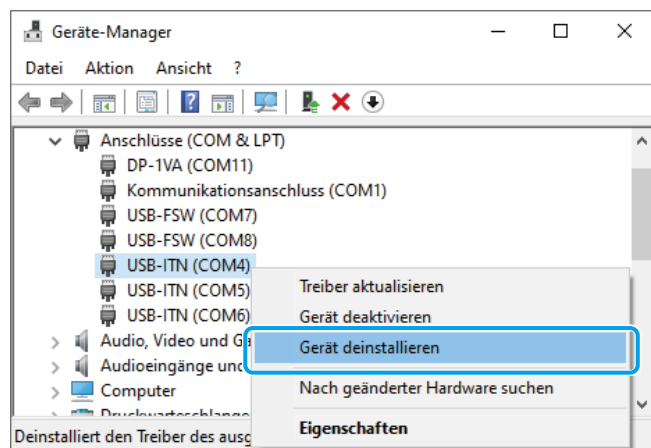 Geräte-Manager
Datei Aktion Ansicht ?
Anschlüsse (COM & LPT)
DP-1VA (COM11)
Kommunikationsanschluss (COM1)
USB-FSW (COM7)
USB-FSW (COM8)
USB-ITN (COM4)
USB-ITN (COM5)
USB-ITN (COM6)
Audio, Video und
Audioeingänge
Computer
Treiber aktualisieren
Gerät deaktivieren
Gerät deinstallieren
Nach geänderter Hardware suchen
Eigenschaften
Deinstalliert den Treiber des